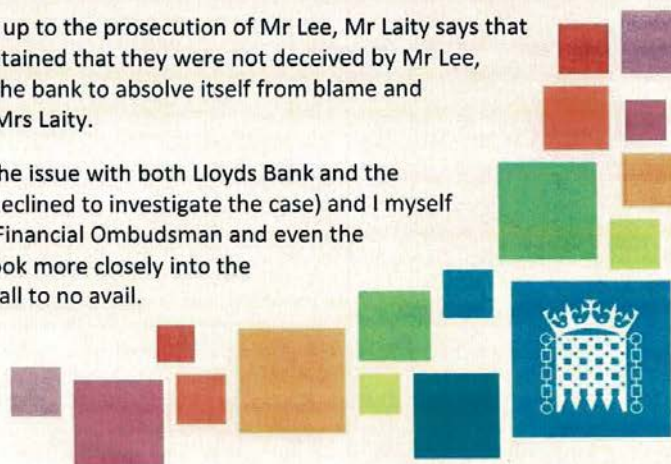 up to the prosecution of Mr Lee, Mr Laity says that
tained that they were not deceived by Mr Lee,
he bank to absolve itself from blame and
Mrs Laity.
he issue with both Lloyds Bank and the
eclined to investigate the case) and I myself
Financial Ombudsman and even the
ook more closely into the
all to no avail.